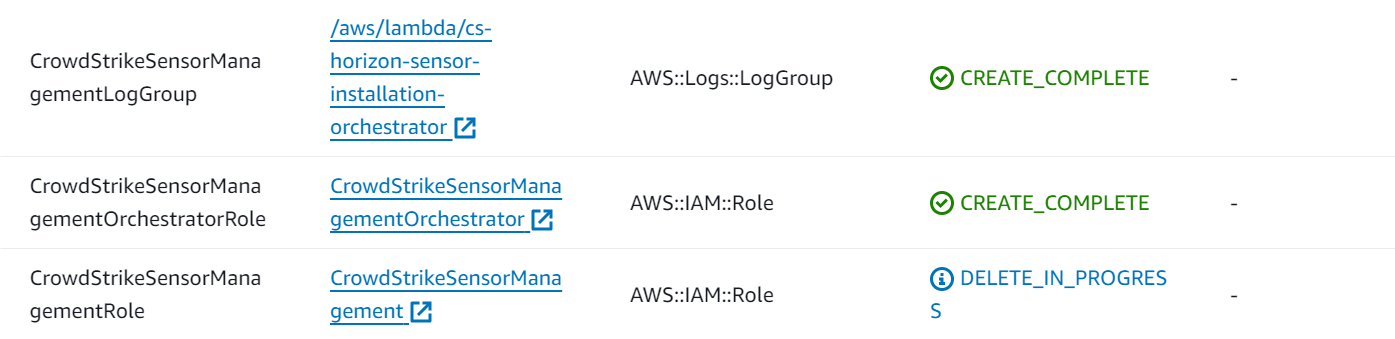 CrowdStrikeSensorMana
gementLogGroup
/aws/lambda/cs-
horizon-sensor-
installation-
orchestrator
AWS::Logs::LogGroup
CREATE_COMPLETE
-
CrowdStrikeSensorMana
gementOrchestratorRole
CrowdStrikeSensorMana
gementOrchestrator
AWS::IAM::Role
CREATE_COMPLETE
-
CrowdStrikeSensorMana
gementRole
CrowdStrikeSensorMana
gement
AWS::IAM::Role
DELETE_IN_PROGRES
S
-